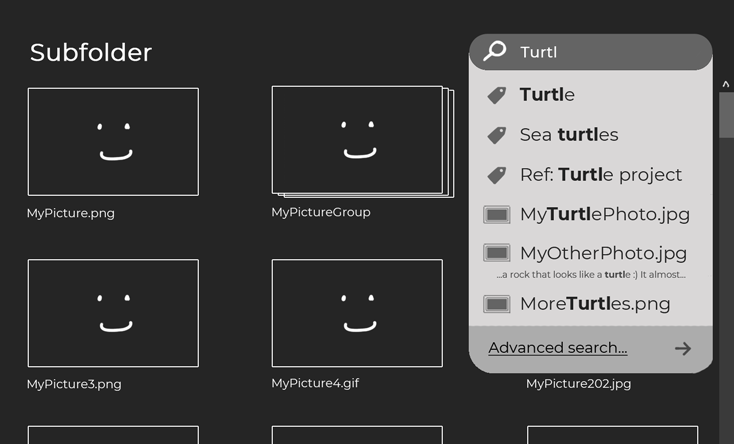 Subfolder
Turtl
Turtle
Sea turtles
Ref: Turtle project
MyTurtlePhoto.jpg
MyOtherPhoto.jpg
...a rock that looks like a turtle :) It almost...
MoreTurtles.png
Advanced search...
MyPicture.png
MyPictureGroup
MyPicture3.png
MyPicture4.gif
MyPicture202.jpg